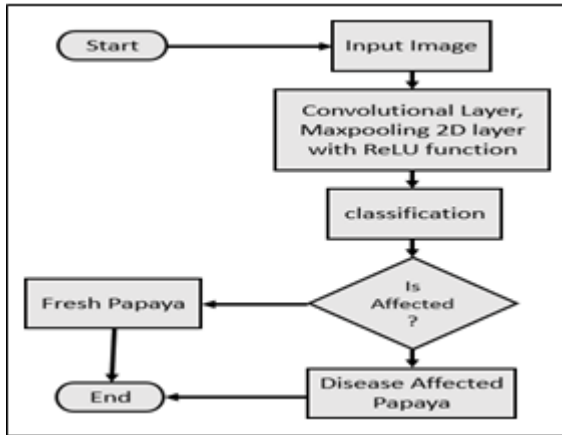 Start
Input Image
Convolutional Layer,
Maxpooling 2D layer
with ReLU function
classification
Is
Affected
?
Fresh Papaya
Disease Affected
Papaya
End